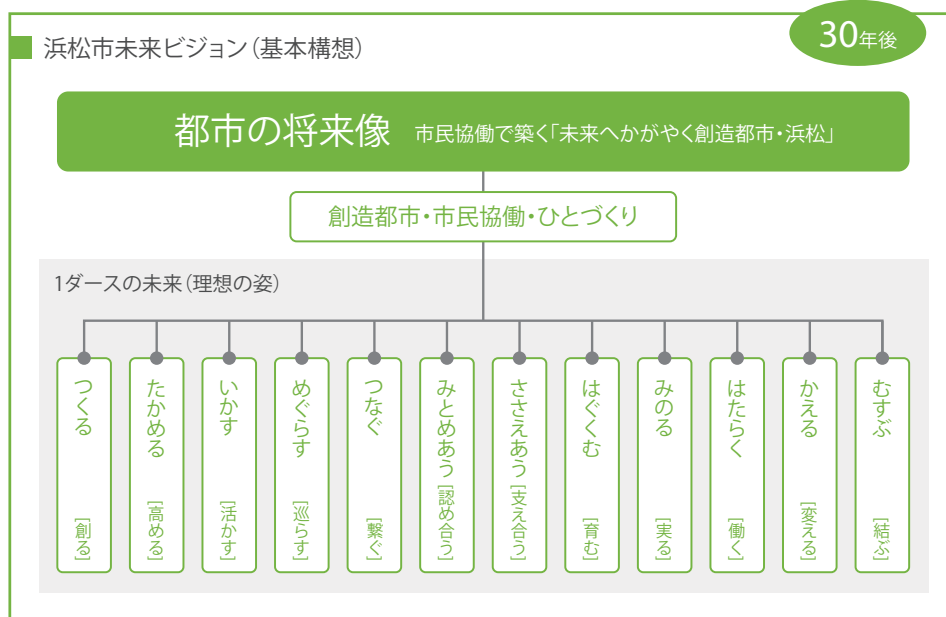 浜松市未来ビジョン(基本構想)
30年後
都市の将来像 市民協働で築く「未来へかがやく創造都市・浜松」
創造都市・市民協働・ひとづくり
1ダースの未来(理想の姿)
つくる [創る]
たかめる [高める]
いかす [活かす]
めぐらす [巡らす]
つなぐ [繋ぐ]
みとめあう [認め合う]
ささえあう [支え合う]
はぐくむ [育む]
みのる [実る]
はたらく [働く]
かえる [変える]
むすぶ [結ぶ]